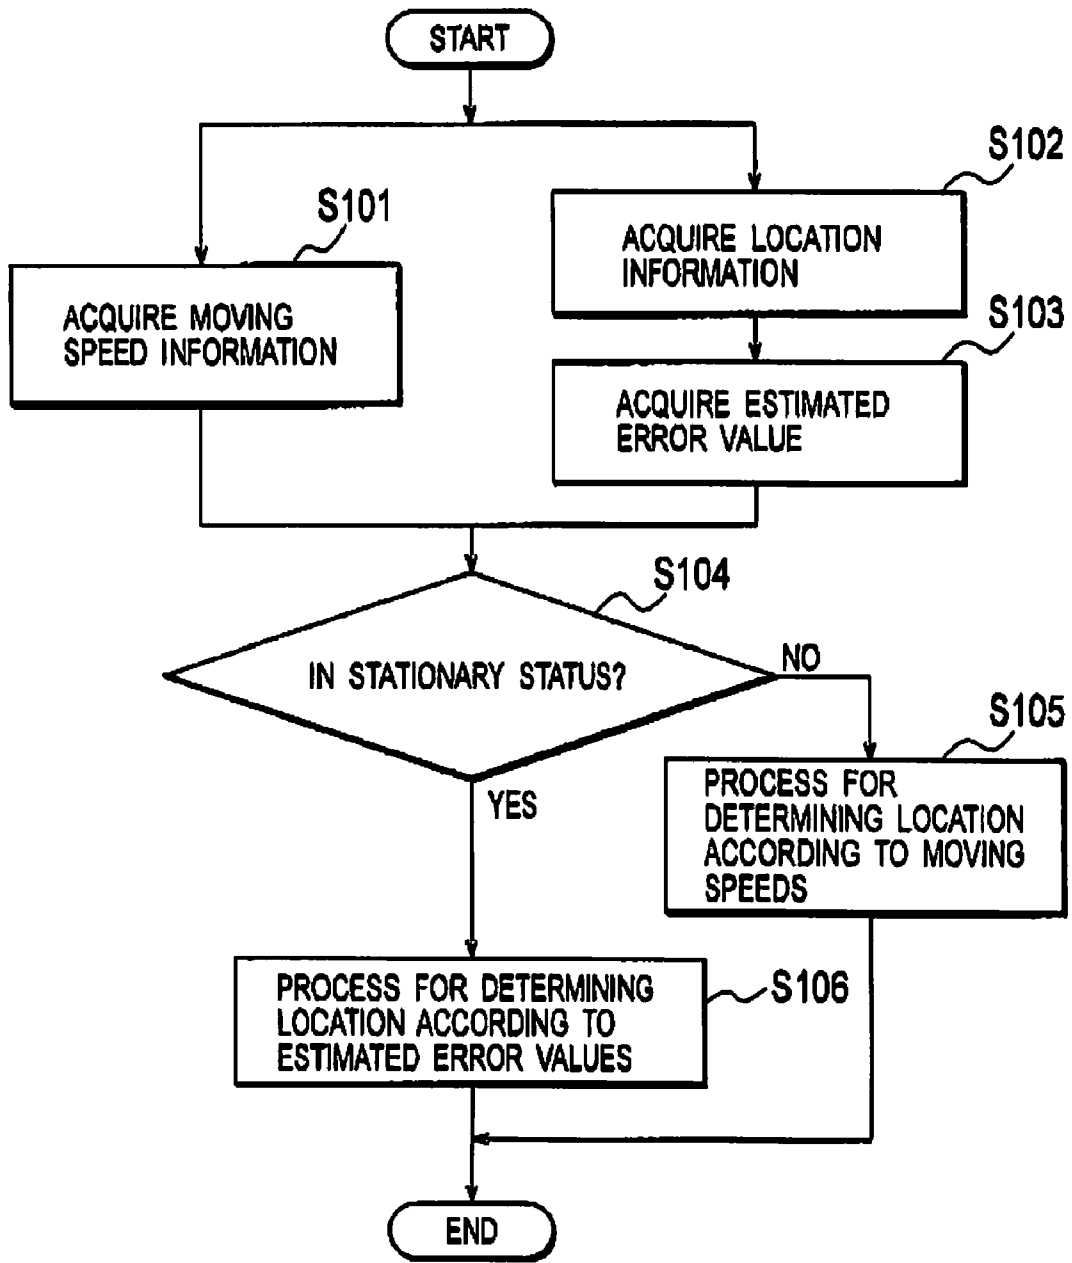 START
S102
S101
ACQUIRE LOCATION
INFORMATION
ACQUIRE MOVING
SPEED INFORMATION
S103
ACQUIRE ESTIMATED
ERROR VALUE
S104
IN STATIONARY STATUS?
NO
YES
S105
PROCESS FOR
DETERMINING LOCATION
ACCORDING TO MOVING
SPEEDS
S106
PROCESS FOR DETERMINING
LOCATION ACCORDING TO
ESTIMATED ERROR VALUES
END